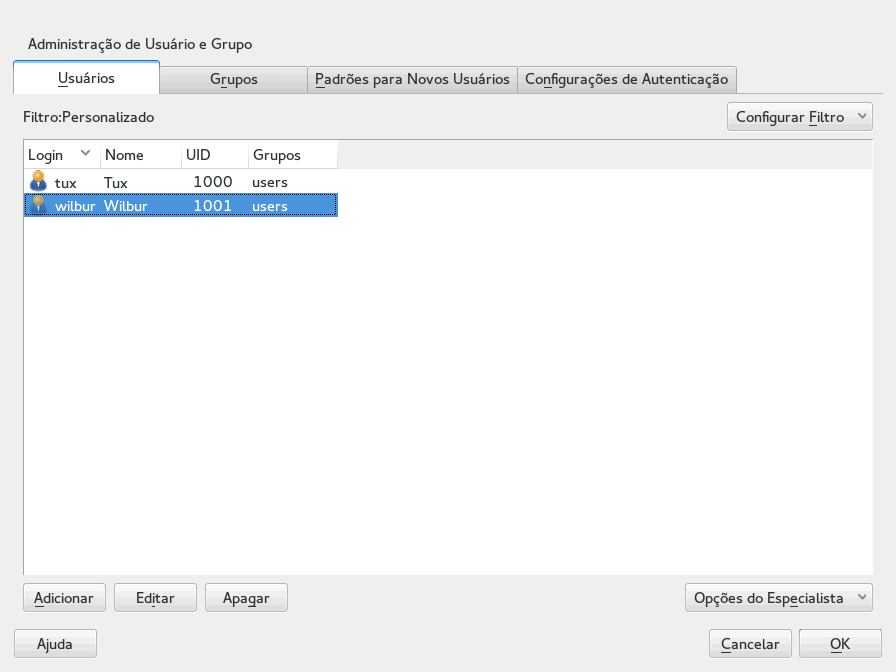 Administração de Usuário e Grupo
Usuários Grupos Padrões para Novos Usuários Configurações de Autenticação
Filtro:Personalizado Configurar Filtro
Login Nome UID Grupos
tux Tux 1000 users
wilbur Wilbur 1001 users
Adicionar Editar Apagar Opções do Especialista
Ajuda Cancelar OK